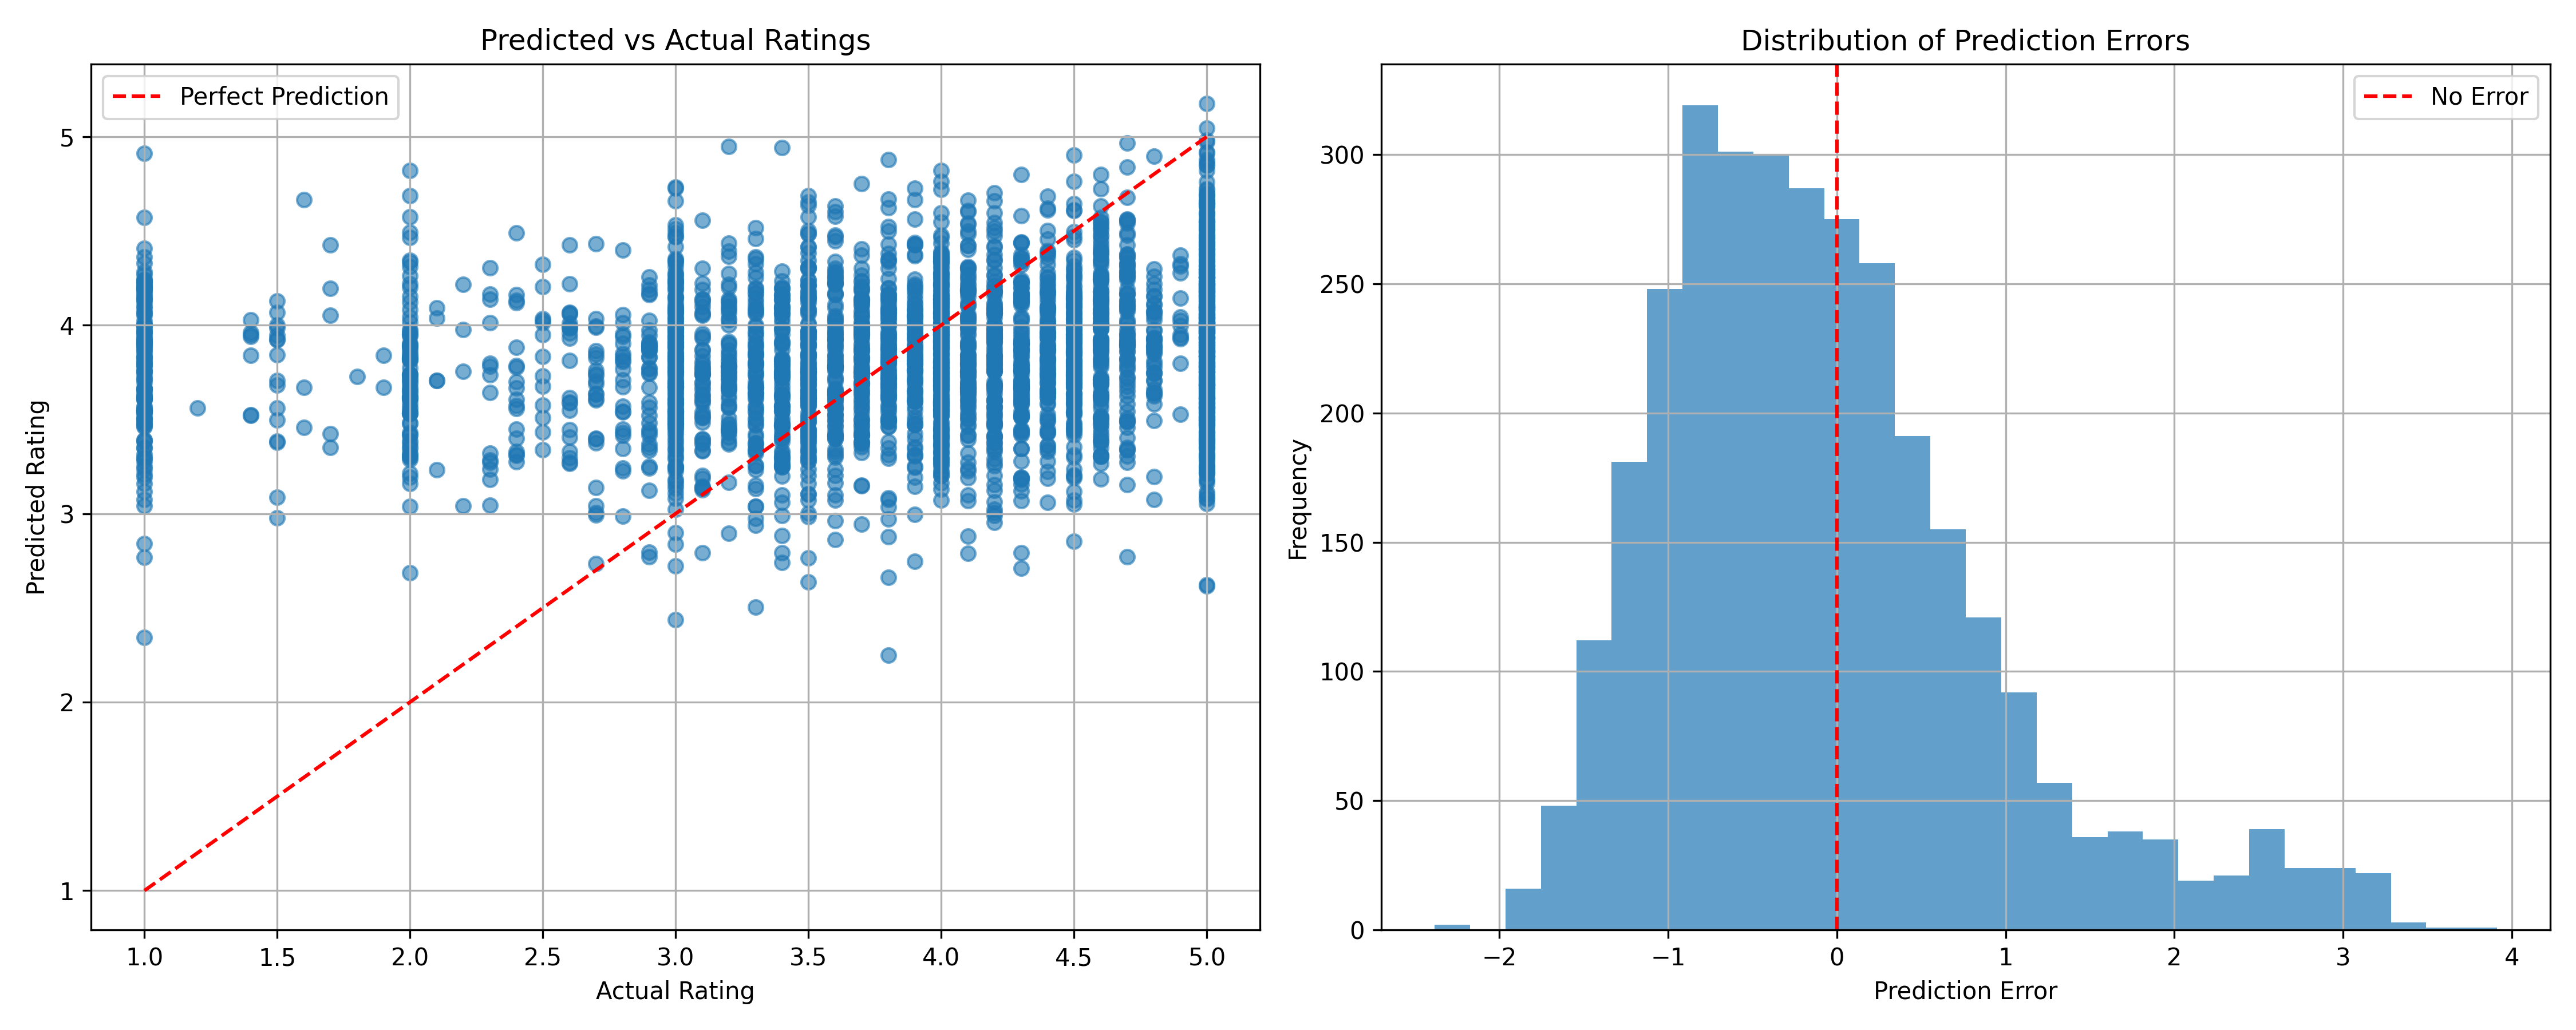 Predicted vs Actual Ratings
Perfect Prediction
5
4
3
2
1
Predicted Rating
1.0 1.5 2.0 2.5 3.0 3.5 4.0 4.5 5.0
Actual Rating
Distribution of Prediction Errors
No Error
300
250
200
150
100
50
0
Frequency
−2 −1 0 1 2 3 4
Prediction Error